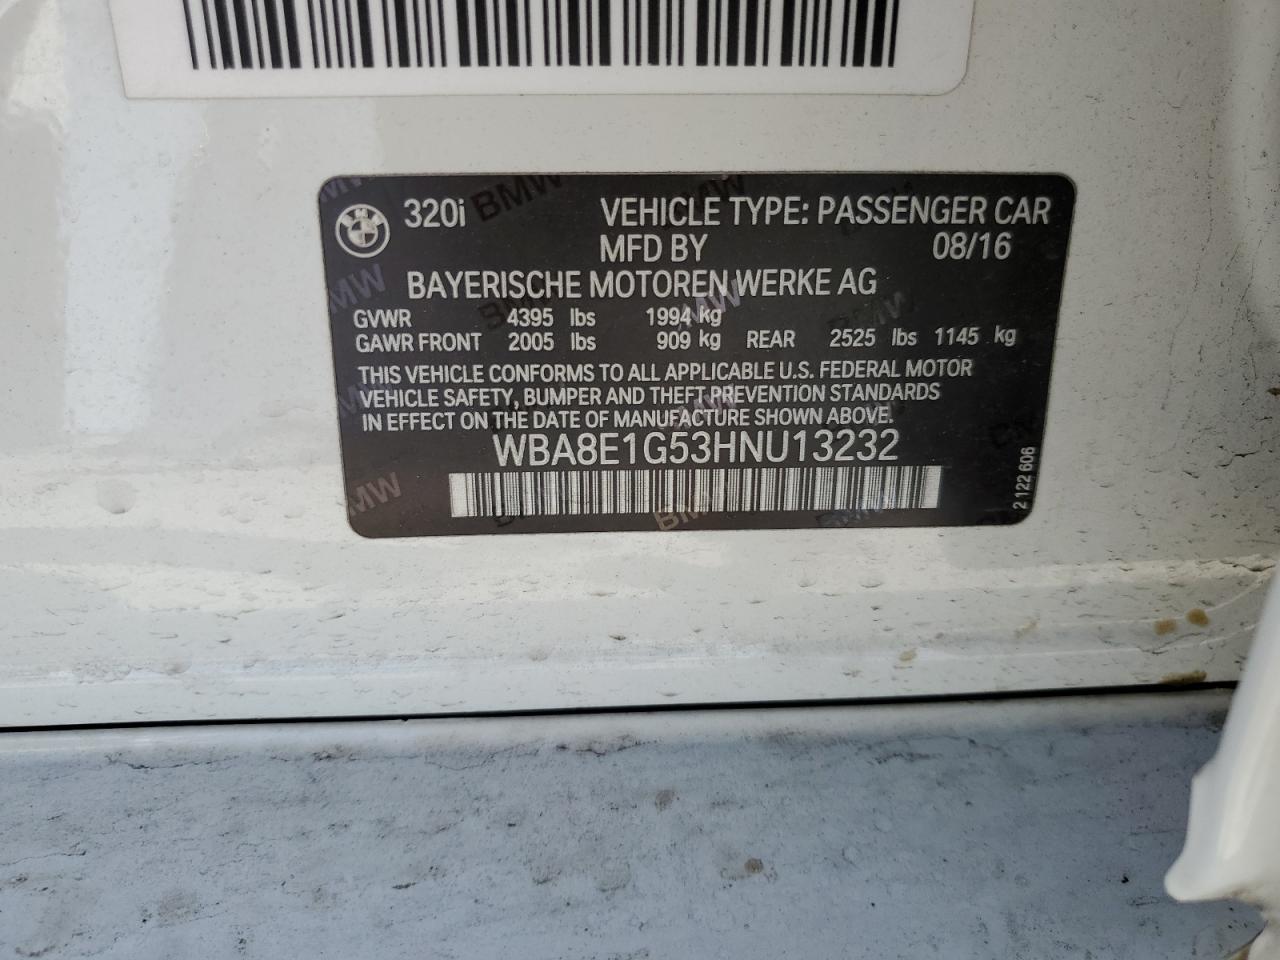 320i VEHICLE TYPE: PASSENGER CAR
MFD BY 08/16
BAYERISCHE MOTOREN WERKE AG
GVWR 4395 lbs 1994 kg
GAWR FRONT 2005 lbs 909 kg REAR 2525 lbs 1145 kg
THIS VEHICLE CONFORMS TO ALL APPLICABLE U.S. FEDERAL MOTOR
VEHICLE SAFETY, BUMPER AND THEFT PREVENTION STANDARDS
IN EFFECT ON THE DATE OF MANUFACTURE SHOWN ABOVE.
WBA8E1G53HNU13232
2 122 606